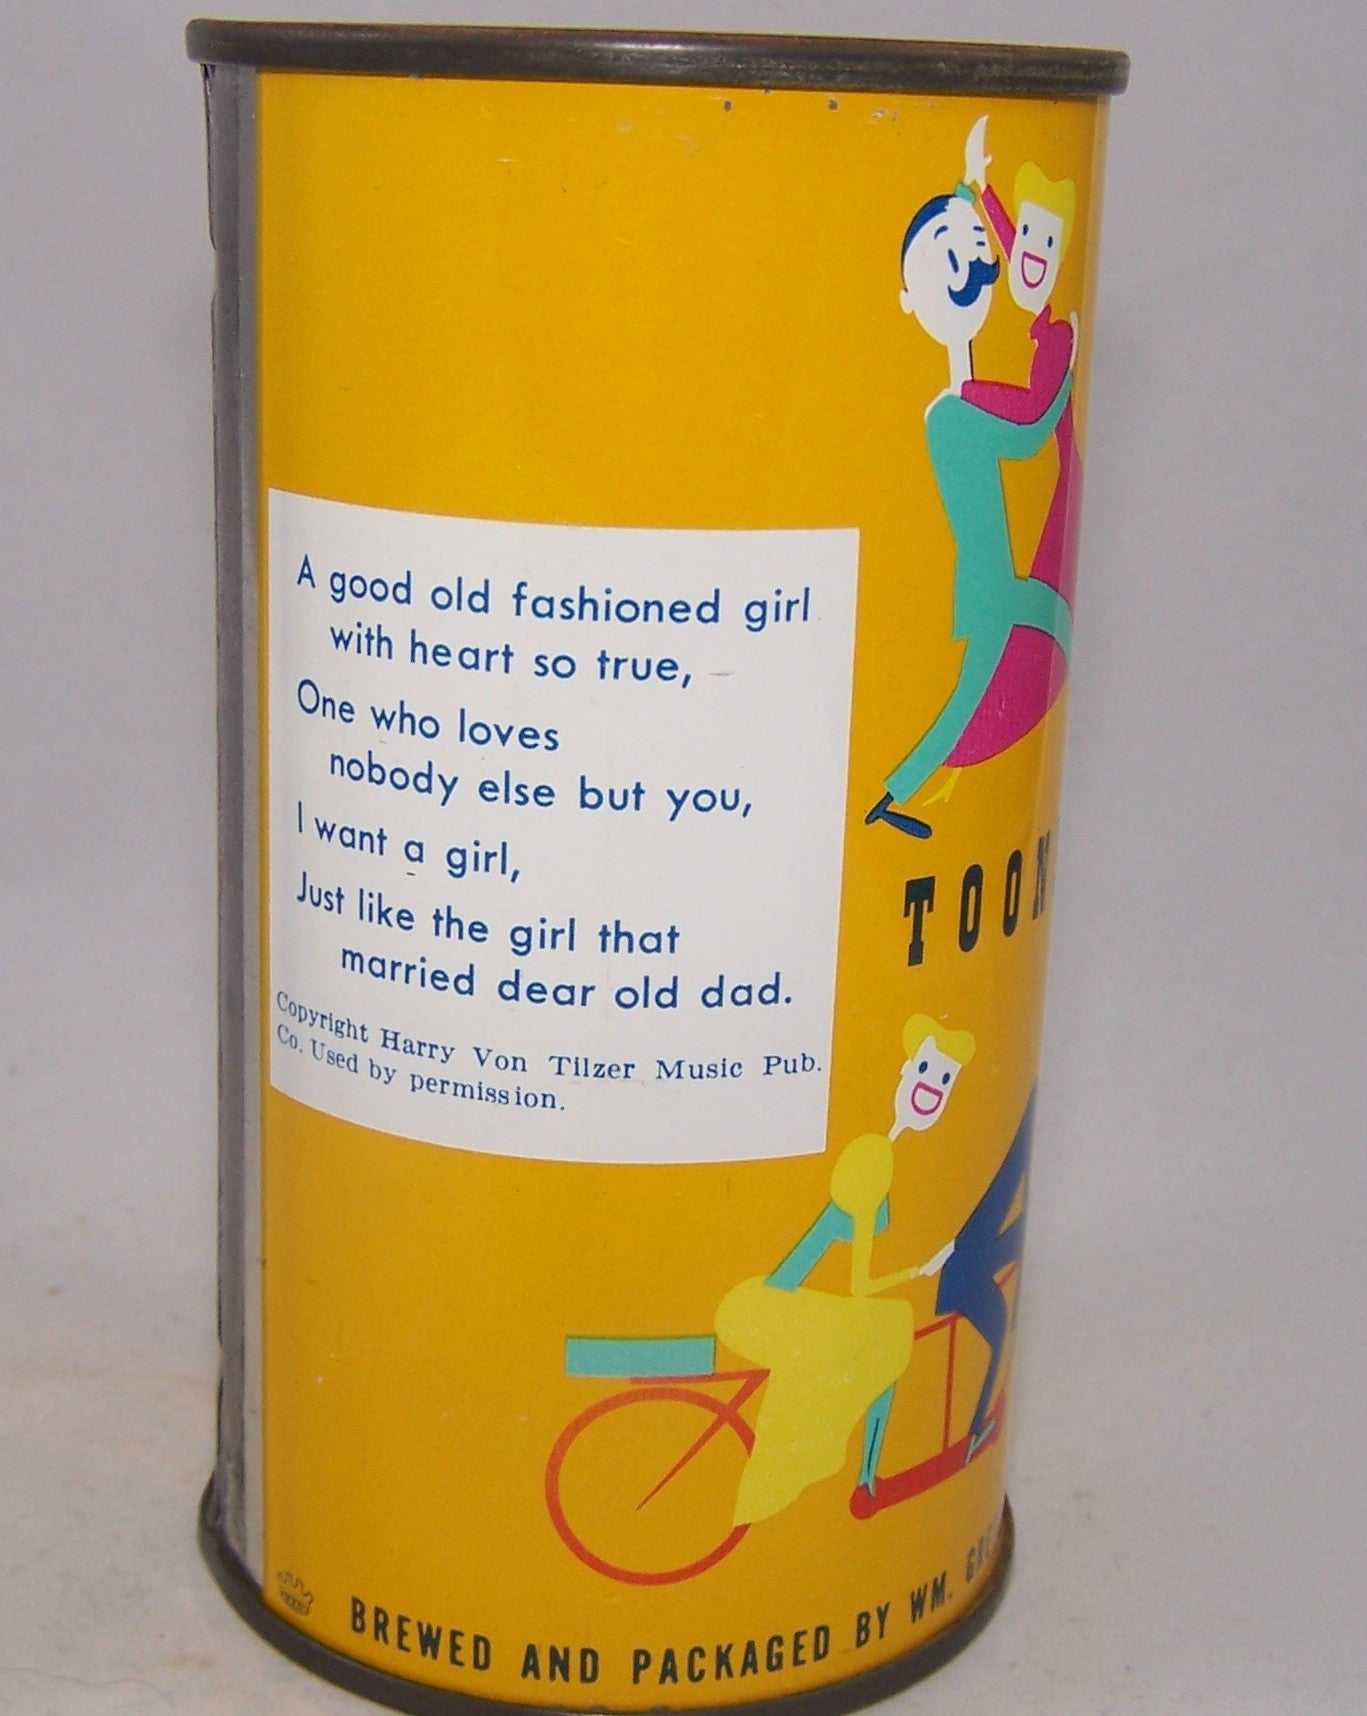 A good old fashioned girl
with heart so true,
One who loves
nobody else but you,
I want a girl,
Just like the girl that
married dear old dad.
Copyright Harry Von Tilzer Music Pub.
Co. Used by permission.
TOON
BREWED AND PACKAGED BY WM.